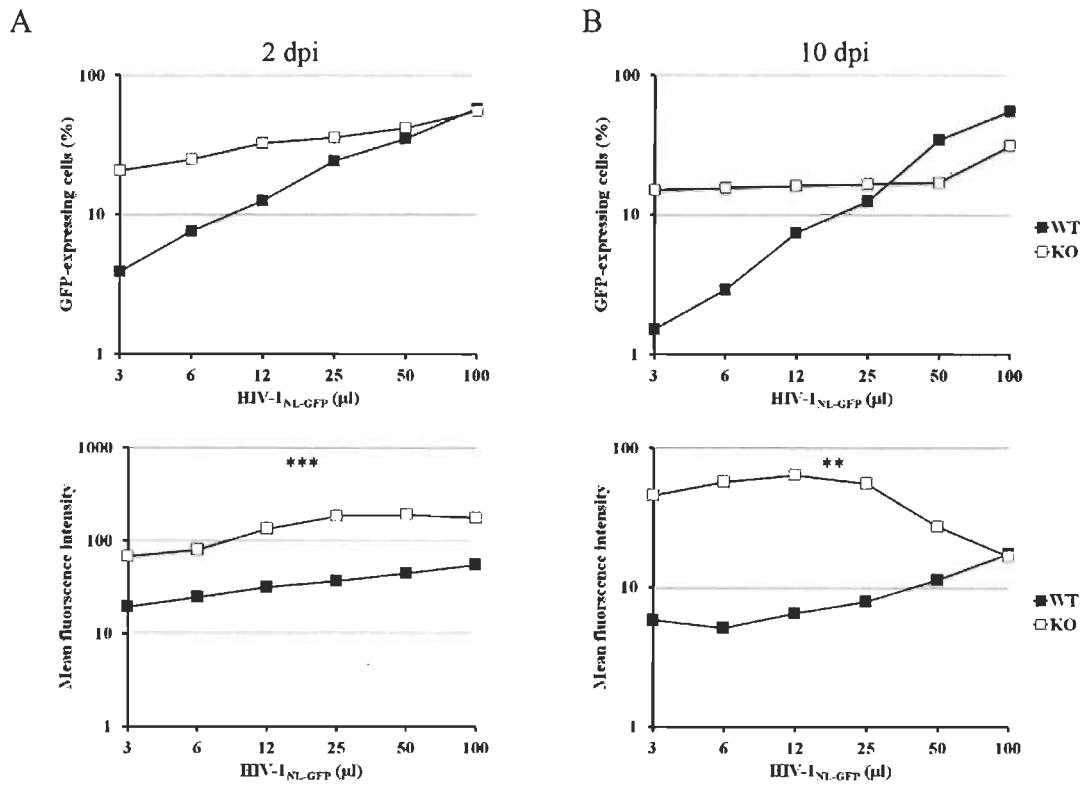 A
2 dpi
100
10
1
GFP-expressing cells (%)
3 6 12 25 50 100
HIV-1NL-GFP (µl)
B
10 dpi
100
10
1
GFP-expressing cells (%)
3 6 12 25 50 100
HIV-1NL-GFP (µl)
WT
KO
1000
100
10
1
Mean fluorescence intensity
***
3 6 12 25 50 100
HIV-1NL-GFP (µl)
100
10
1
Mean fluorescence intensity
**
3 6 12 25 50 100
HIV-1NL-GFP (µl)
WT
KO